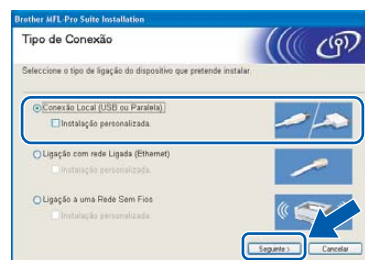 Brother MFL-Pro Suite Installation
Tipo de Conexão
Seleccione o tipo de ligação do dispositivo que pretende instalar.
Conexão Local (USB ou Paralela)
Instalação personalizada.
Ligação com rede Ligada (Ethernet)
Instalação personalizada.
Ligação a uma Rede Sem Fios
Instalação personalizada.
Seguinte > Cancelar